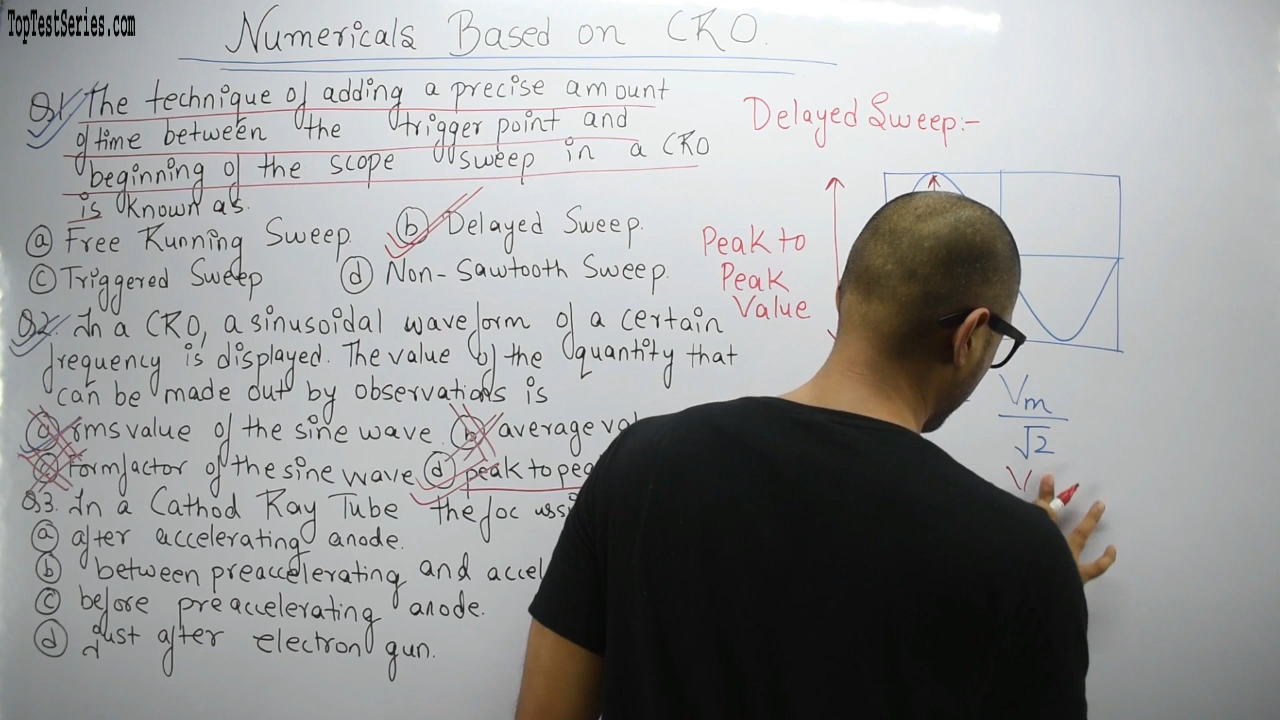 TopTestSeries.com
Numericals Based on CRO.
Q1. The technique of adding a precise amount
of time between the trigger point and
beginning of the scope sweep in a CRO
is known as.
(a) Free Running Sweep. (b) Delayed Sweep.
(c) Triggered Sweep (d) Non-Sawtooth Sweep.
Q2. In a CRO, a sinusoidal waveform of a certain
frequency is displayed. The value of the quantity that
can be made out by observations is
(a) rms value of the sine wave. (b) average
(c) Formfactor of the sine wave (d) peak to
Q3. In a Cathod Ray Tube the
(a) after accelerating anode.
(b) between preaccelerating and
(c) before preaccelerating anode.
(d) Just after electron gun.
Delayed Sweep:-
Peak to
Peak
Value
Vm
√2
V